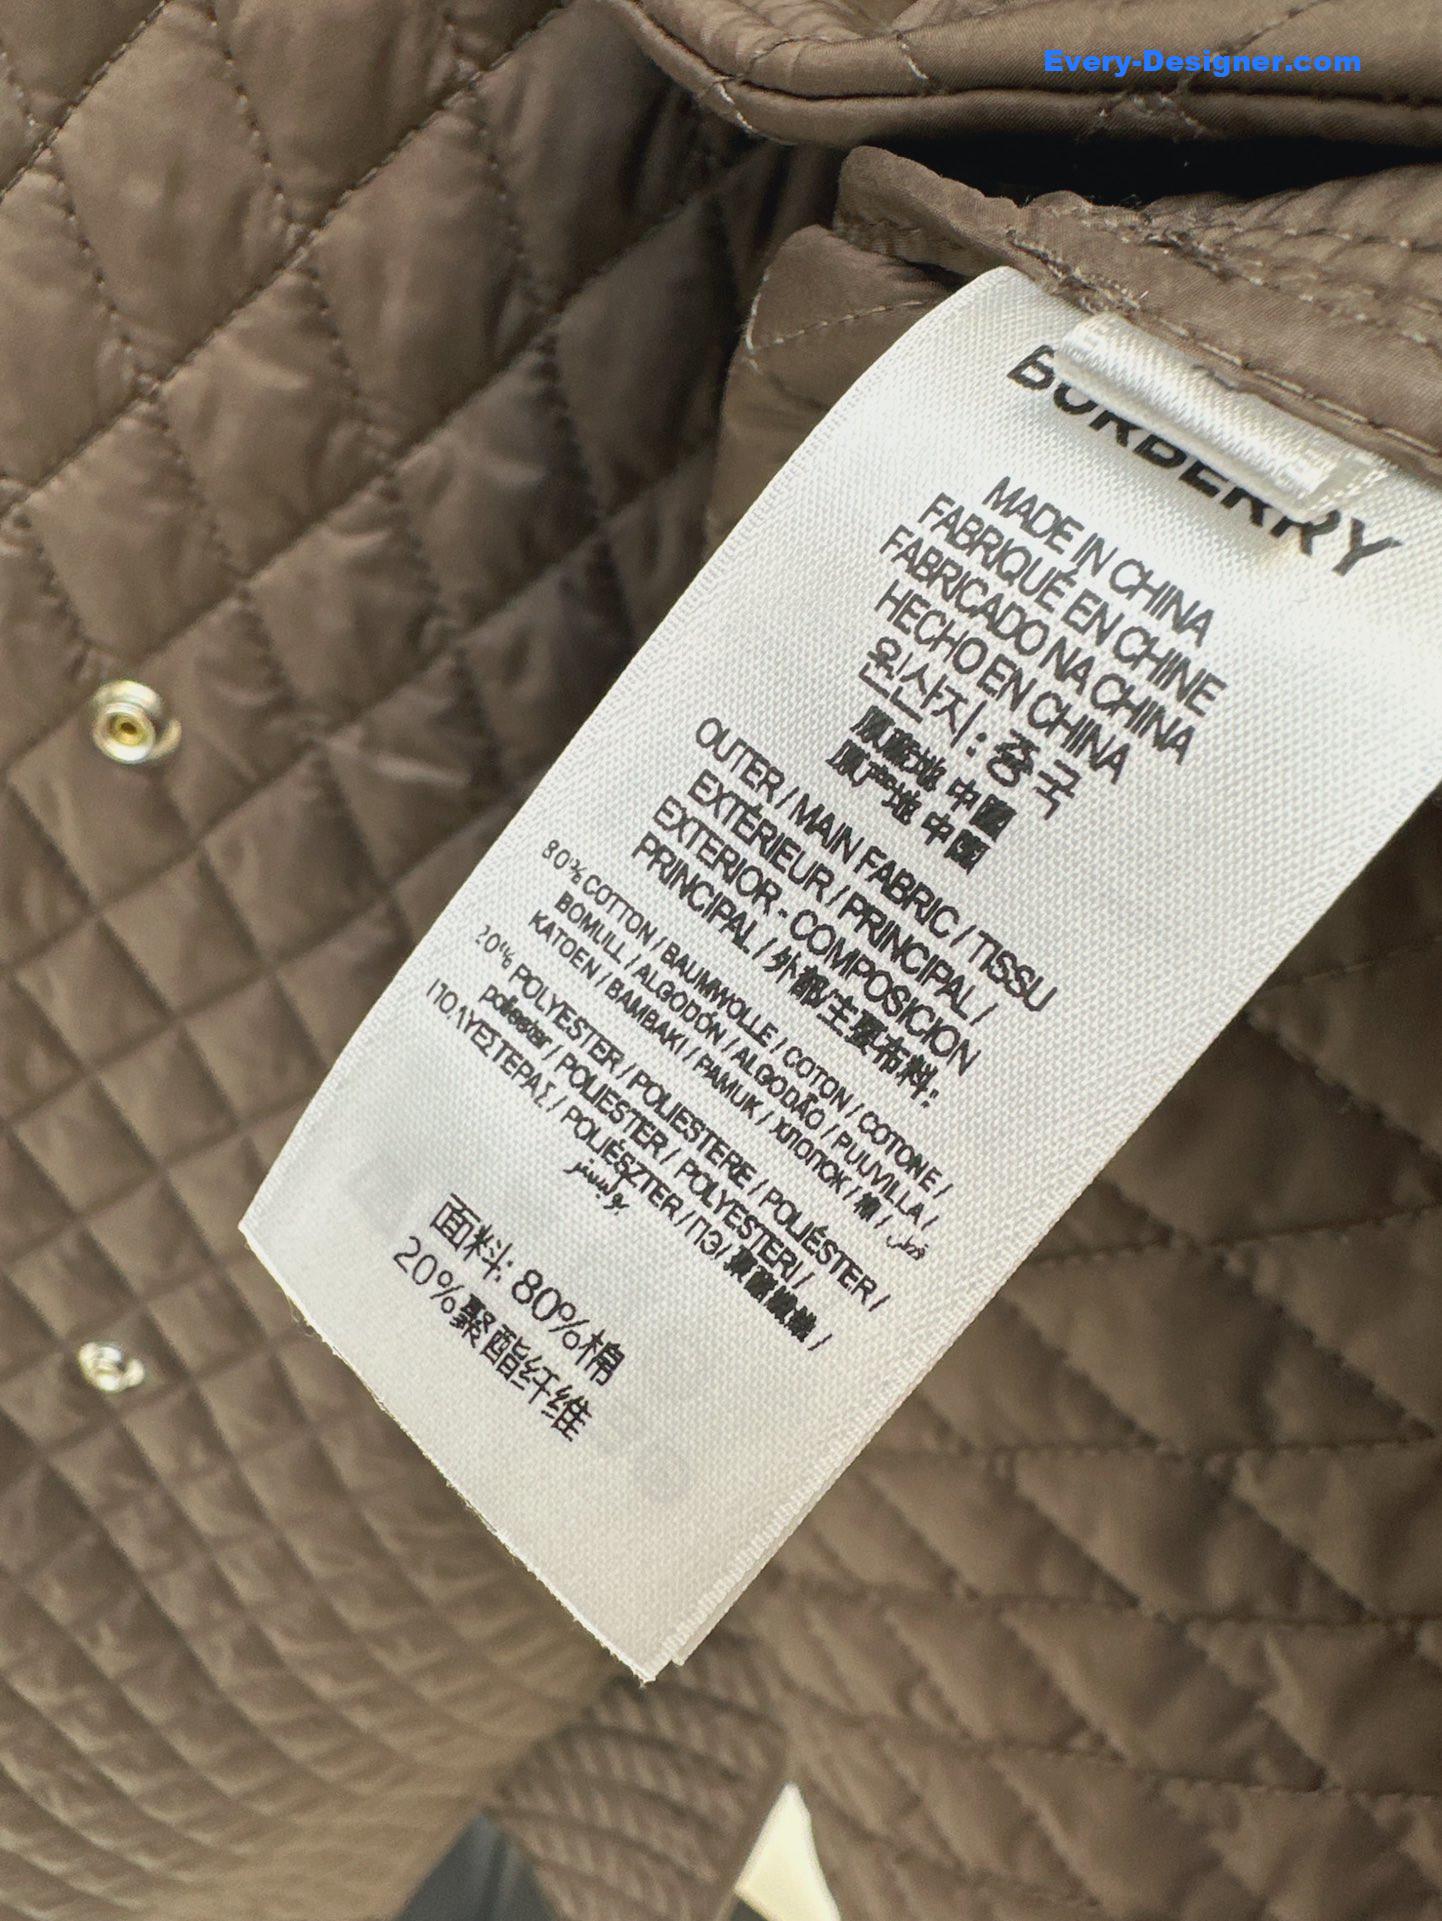 Every-Designer.com
BURBERRY
MADE IN CHINA
FABRIQUÉ EN CHINE
FABRICADO NA CHINA
HECHO EN CHINA
원산지: 중국
原產地 中國
原产地 中国
OUTER / MAIN FABRIC / TISSU
EXTÉRIEUR / PRINCIPAL /
EXTERIOR - COMPOSICION
PRINCIPAL / 外部/主要布料:
80% COTTON / BAUMWOLLE / COTON / COTONE /
BOMULL / ALGODÓN / ALGODÃO / PUUVILLA /
KATOEN / BAMBAKI / PAMUK / ХЛОПОК / 棉 / قطن /
20% POLYESTER / POLIESTERE / POLIÉSTER /
poliester / POLIESTER / POLYESTERI /
ΠΟΛΥΕΣΤΕΡΑΣ / POLIÉSZTER / ПЭ / /
بوليستر
面料: 80%棉
20%聚酯纤维